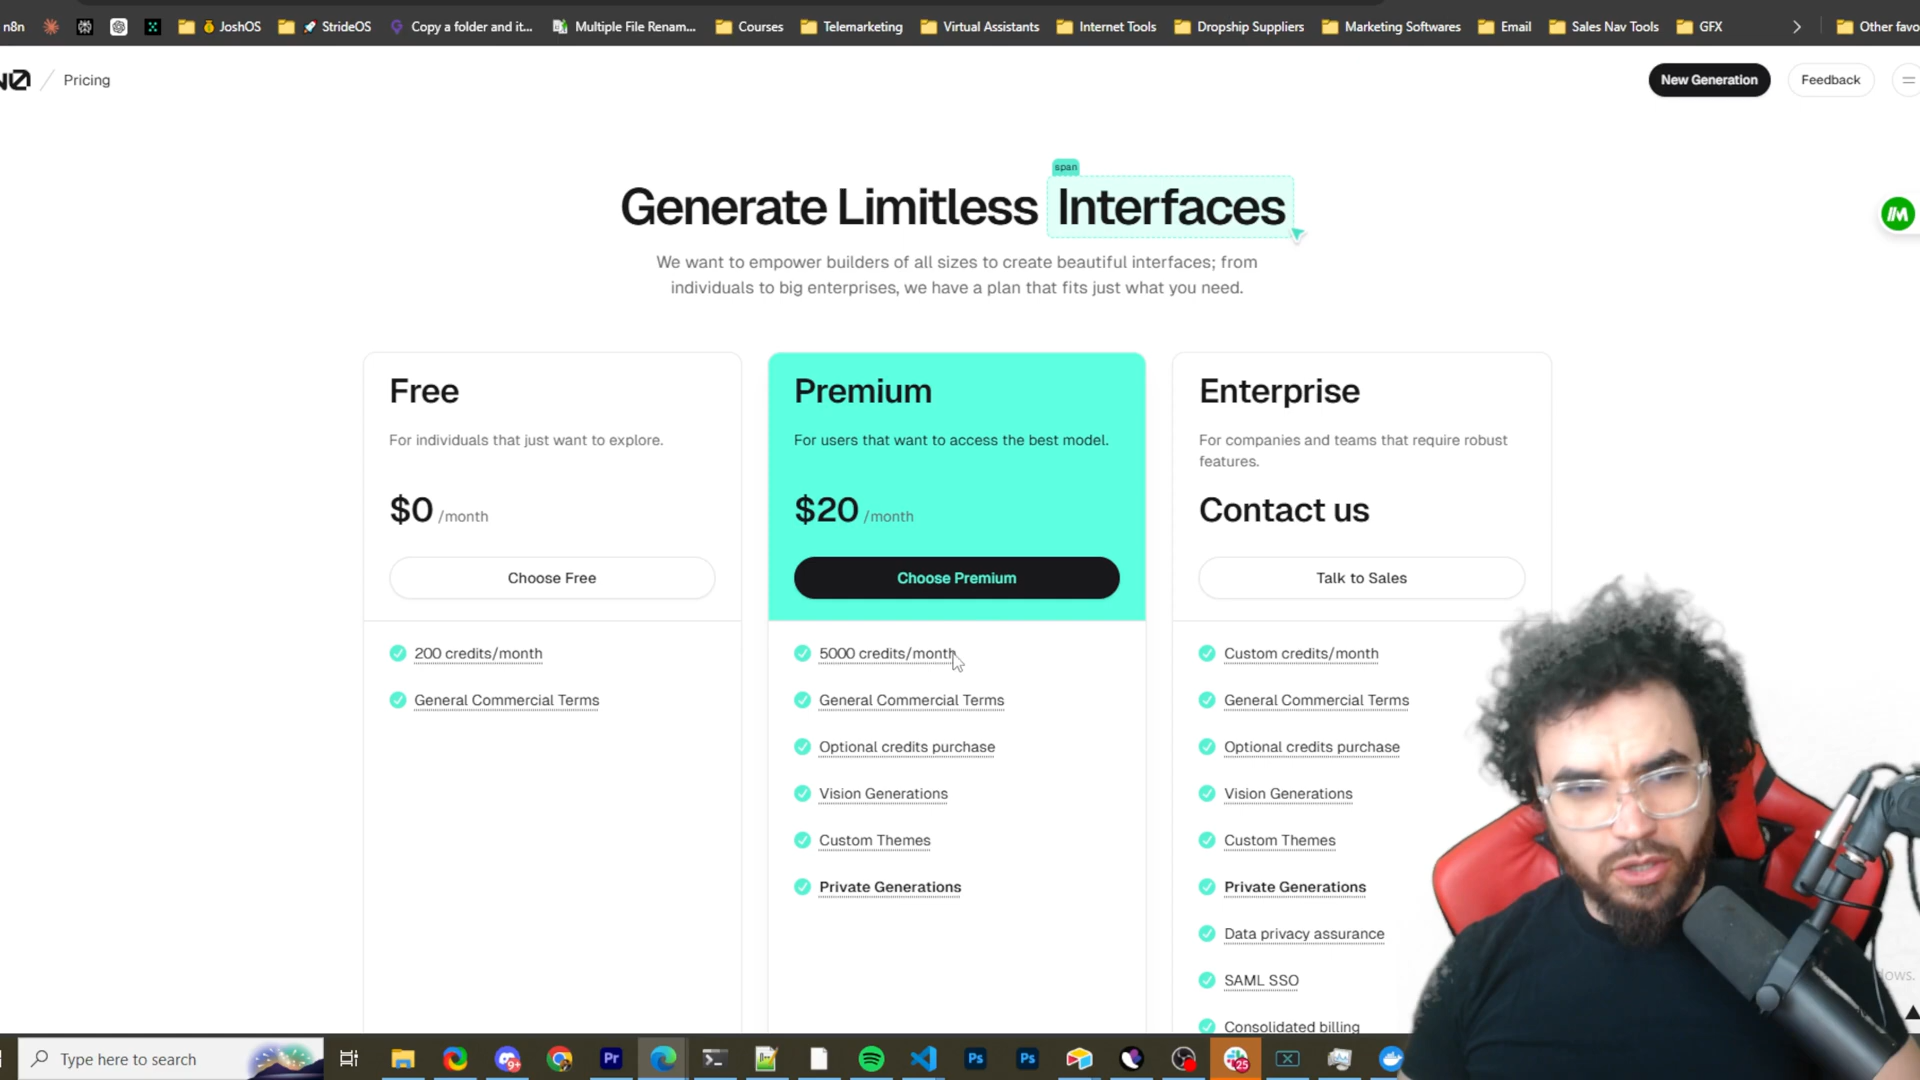 n8n
JoshOS
StrideOS
Copy a folder and it...
Multiple File Renam...
Courses
Telemarketing
Virtual Assistants
Internet Tools
Dropship Suppliers
Marketing Softwares
Email
Sales Nav Tools
GFX
Other favo
Pricing
New Generation
Feedback
span
Generate Limitless Interfaces
We want to empower builders of all sizes to create beautiful interfaces; from
individuals to big enterprises, we have a plan that fits just what you need.
Free
For individuals that just want to explore.
$0 /month
Choose Free
200 credits/month
General Commercial Terms
Premium
For users that want to access the best model.
$20 /month
Choose Premium
5000 credits/month
General Commercial Terms
Optional credits purchase
Vision Generations
Custom Themes
Private Generations
Enterprise
For companies and teams that require robust
features.
Contact us
Talk to Sales
Custom credits/month
General Commercial Terms
Optional credits purchase
Vision Generations
Custom Themes
Private Generations
Data privacy assurance
SAML SSO
Consolidated billing
Type here to search
9+
Pr
Ps
Ps
25